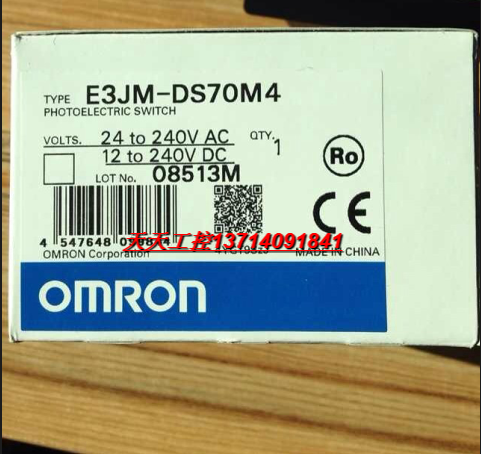 TYPE E3JM-DS70M4
PHOTOELECTRIC SWITCH
VOLTS. 24 to 240V AC QTY. 1
12 to 240V DC
LOT No. 08513M
Ro
CE
天天工控13714091841
4 547648
OMRON Corporation MADE IN CHINA
OMRON